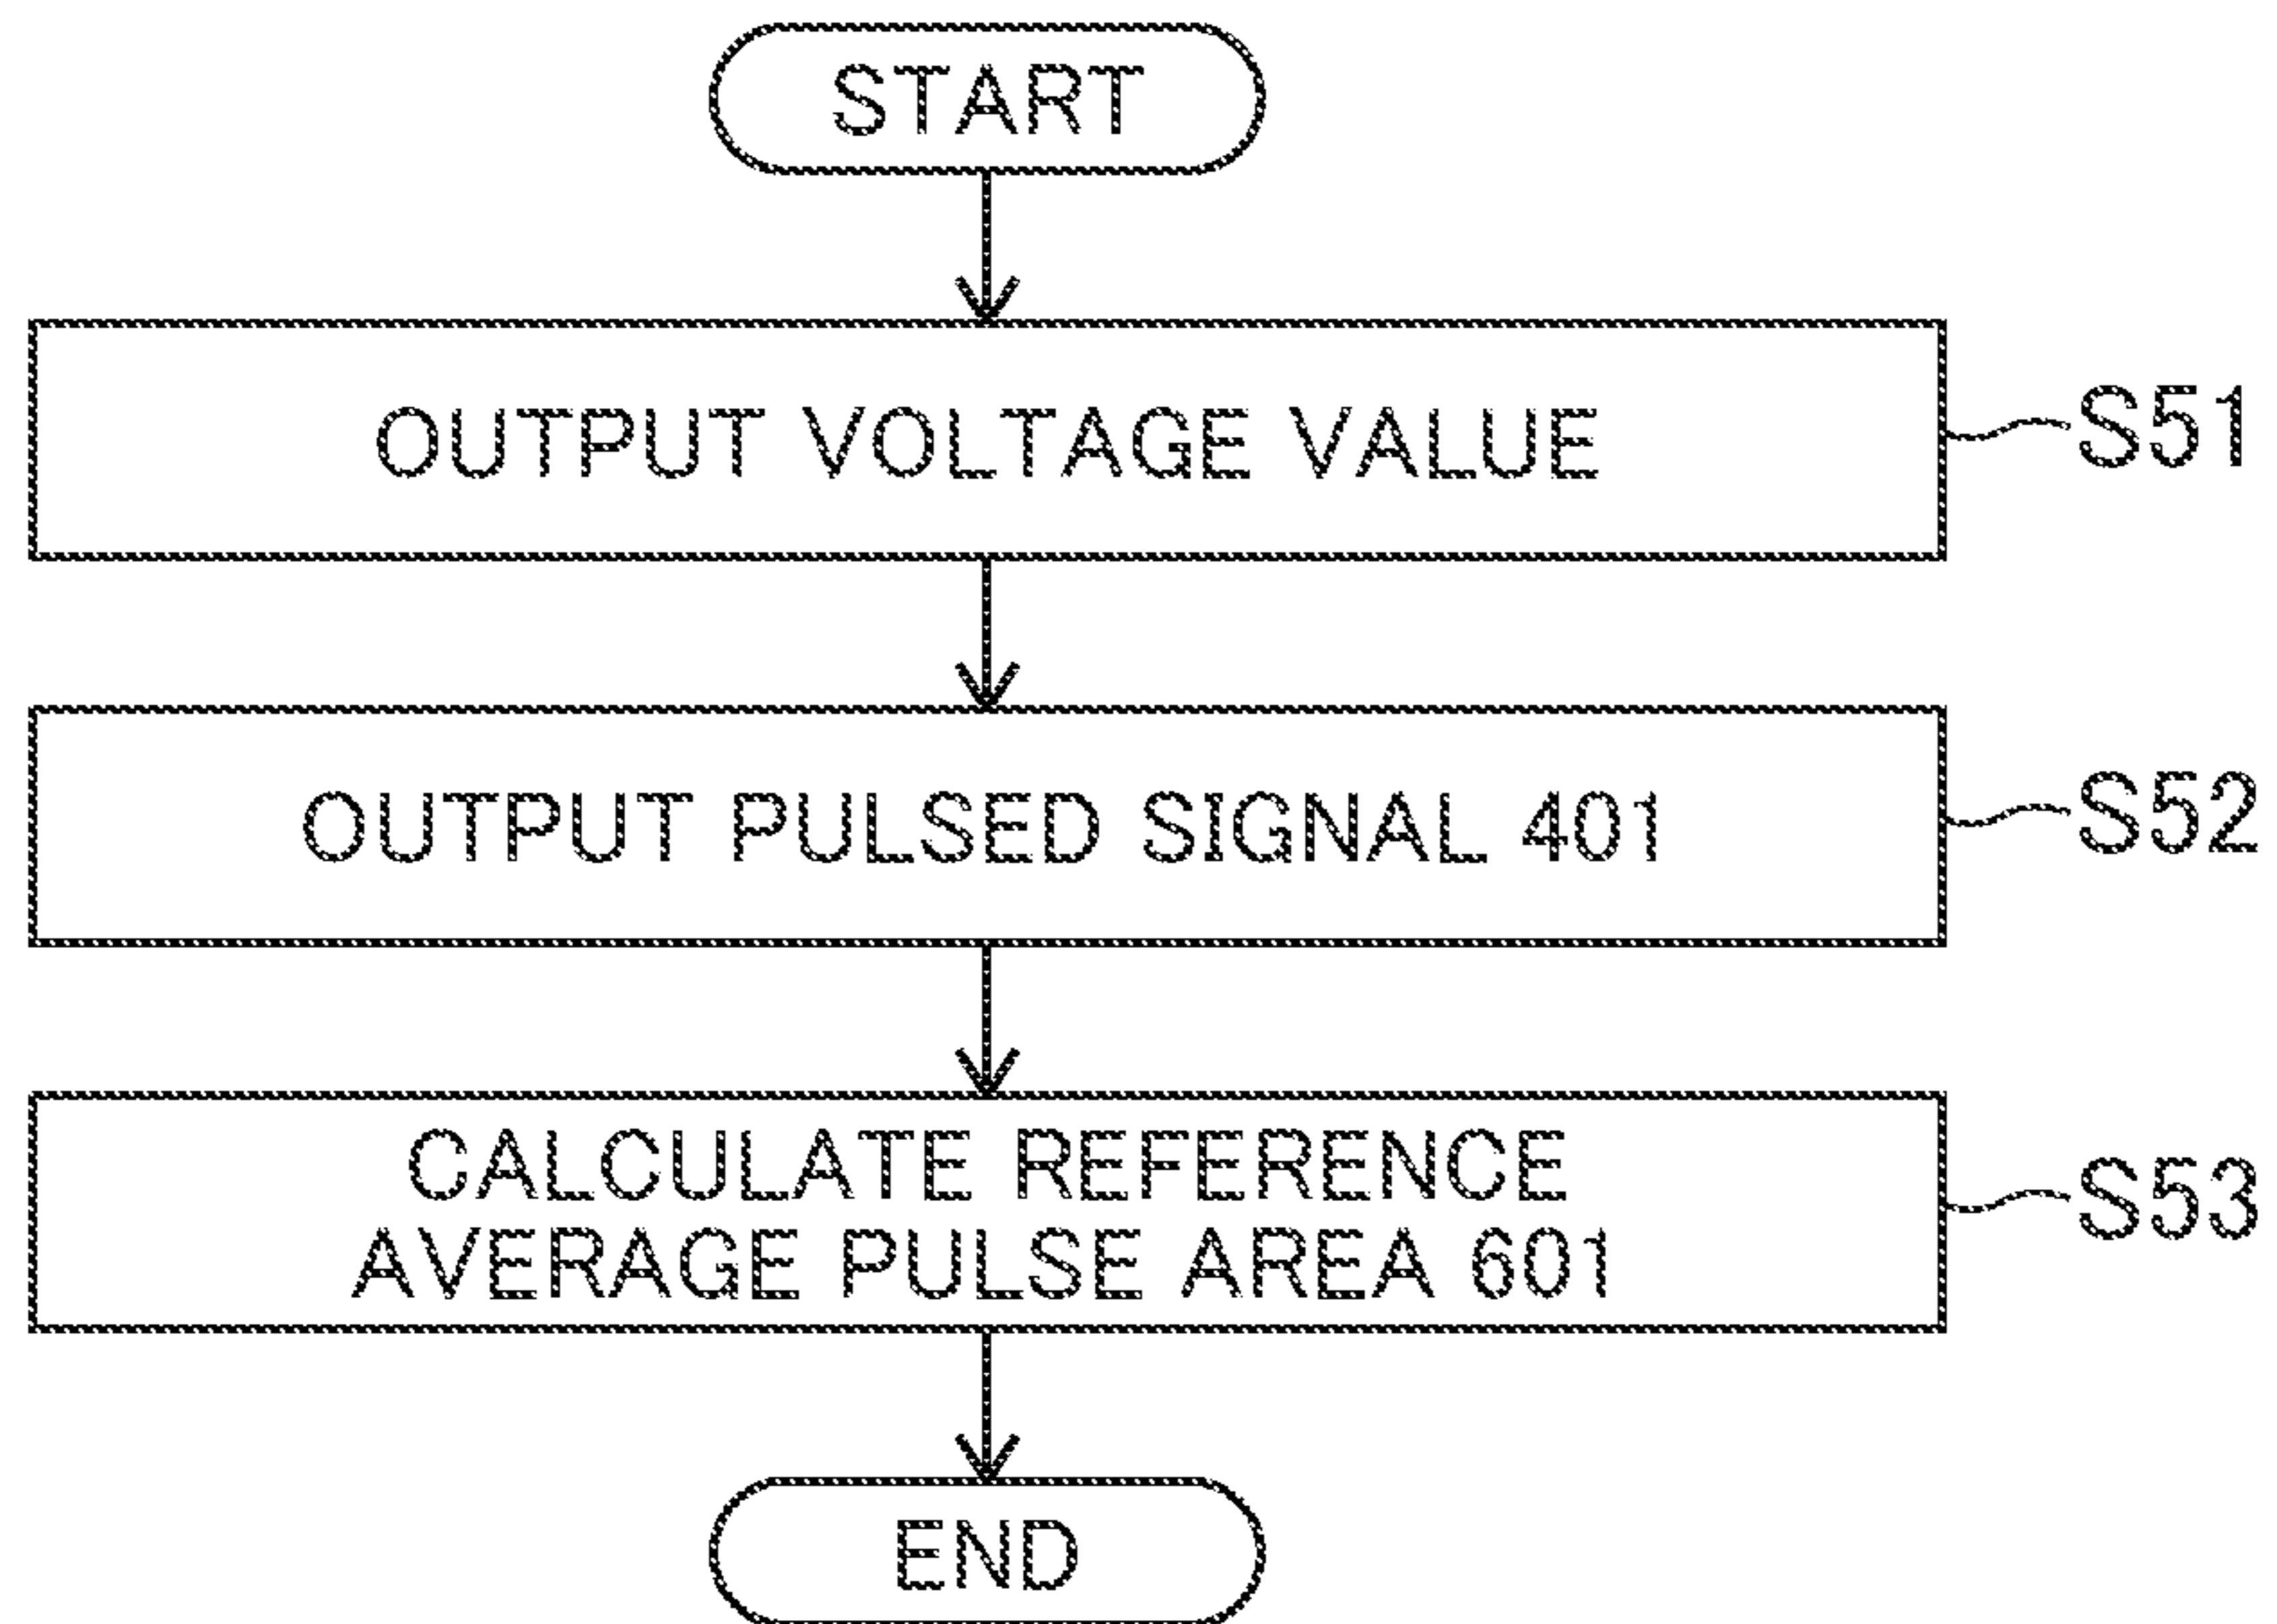 START
OUTPUT VOLTAGE VALUE
S51
OUTPUT PULSED SIGNAL 401
S52
CALCULATE REFERENCE
AVERAGE PULSE AREA 601
S53
END